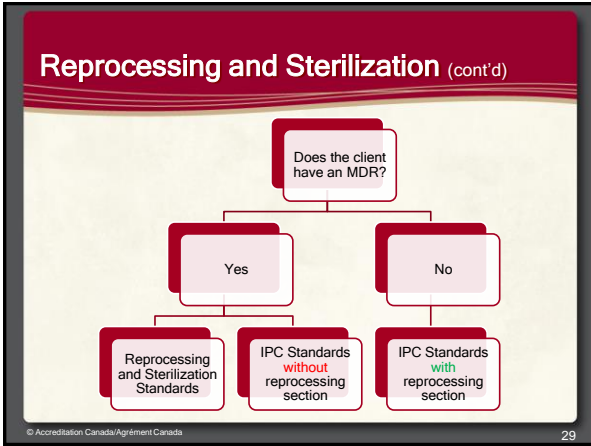 Reprocessing and Sterilization (cont'd)
Does the client
have an MDR?
Yes
No
Reprocessing
and Sterilization
Standards
IPC Standards
without
reprocessing
section
IPC Standards
with
reprocessing
section
© Accreditation Canada/Agrément Canada
29